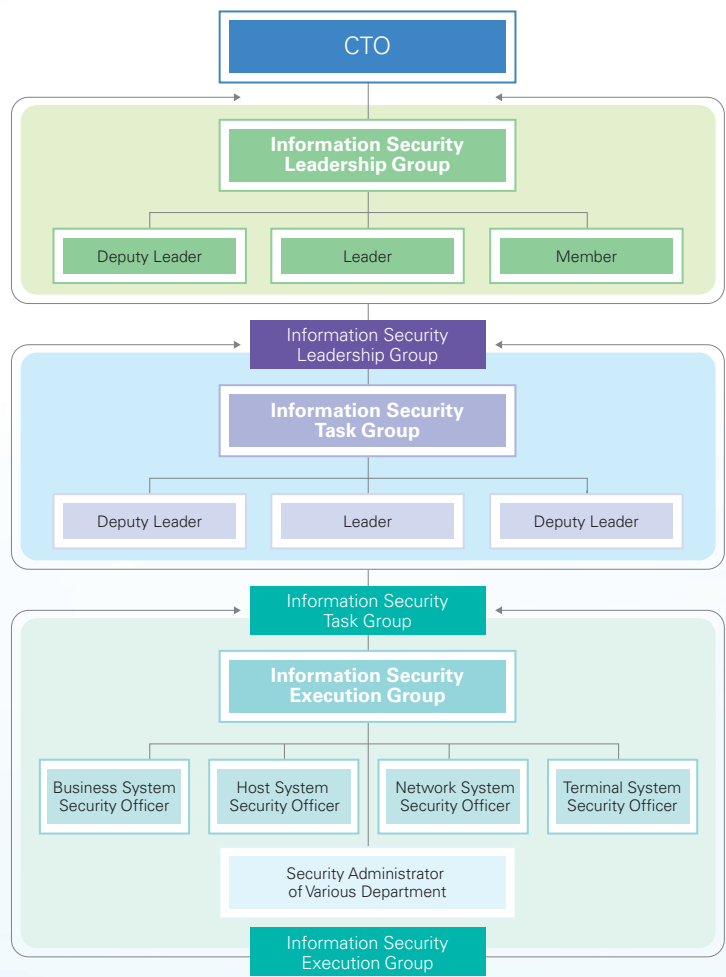 CTO
Information Security
Leadership Group
Deputy Leader
Leader
Member
Information Security
Leadership Group
Information Security
Task Group
Deputy Leader
Leader
Deputy Leader
Information Security
Task Group
Information Security
Execution Group
Business System
Security Officer
Host System
Security Officer
Network System
Security Officer
Terminal System
Security Officer
Security Administrator
of Various Department
Information Security
Execution Group